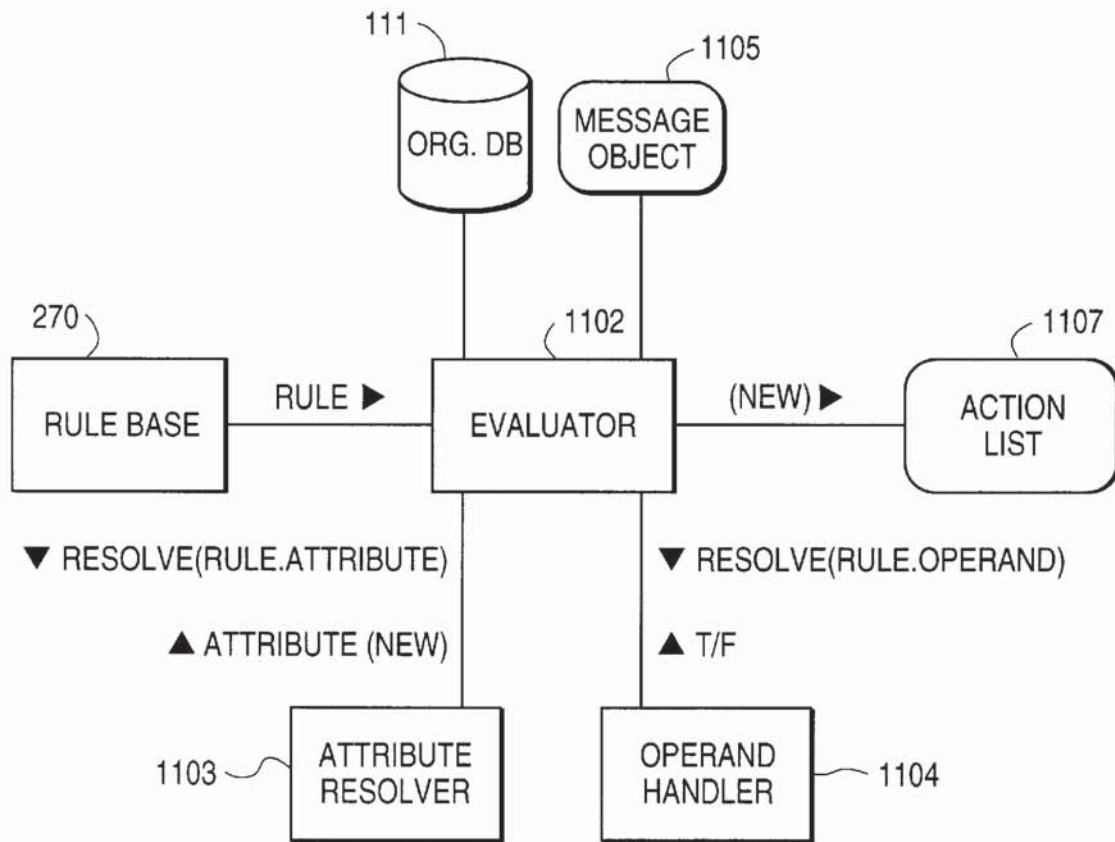 111
1105
ORG. DB
MESSAGE
OBJECT
270
1102
1107
RULE BASE
RULE ►
EVALUATOR
(NEW) ►
ACTION
LIST
▼ RESOLVE(RULE.ATTRIBUTE)
▼ RESOLVE(RULE.OPERAND)
▲ ATTRIBUTE (NEW)
▲ T/F
1103
ATTRIBUTE
RESOLVER
OPERAND
HANDLER
1104